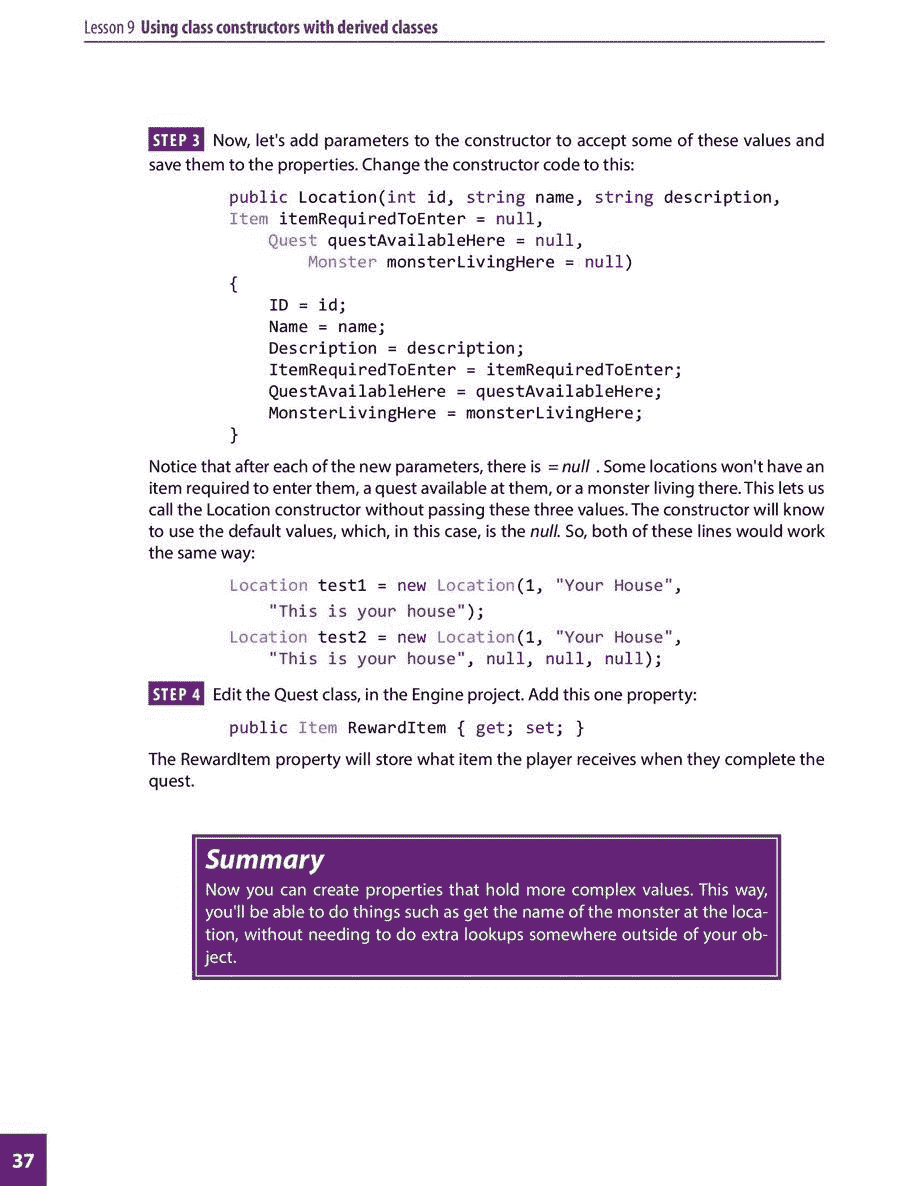 Lesson 9 Using class constructors with derived classes
STEP 3 Now, let's add parameters to the constructor to accept some of these values and
save them to the properties. Change the constructor code to this:
public Location(int id, string name, string description,
Item itemRequiredToEnter = null,
Quest questAvailableHere = null,
Monster monsterLivingHere = null)
{
ID = id;
Name = name;
Description = description;
ItemRequiredToEnter = itemRequiredToEnter;
QuestAvailableHere = questAvailableHere;
MonsterLivingHere = monsterLivingHere;
}
Notice that after each of the new parameters, there is = null . Some locations won't have an
item required to enter them, a quest available at them, or a monster living there. This lets us
call the Location constructor without passing these three values. The constructor will know
to use the default values, which, in this case, is the null. So, both of these lines would work
the same way:
Location test1 = new Location(1, "Your House",
"This is your house");
Location test2 = new Location(1, "Your House",
"This is your house", null, null, null);
STEP 4 Edit the Quest class, in the Engine project. Add this one property:
public Item RewardItem { get; set; }
The RewardItem property will store what item the player receives when they complete the
quest.
Summary
Now you can create properties that hold more complex values. This way,
you'll be able to do things such as get the name of the monster at the loca-
tion, without needing to do extra lookups somewhere outside of your ob-
ject.
37